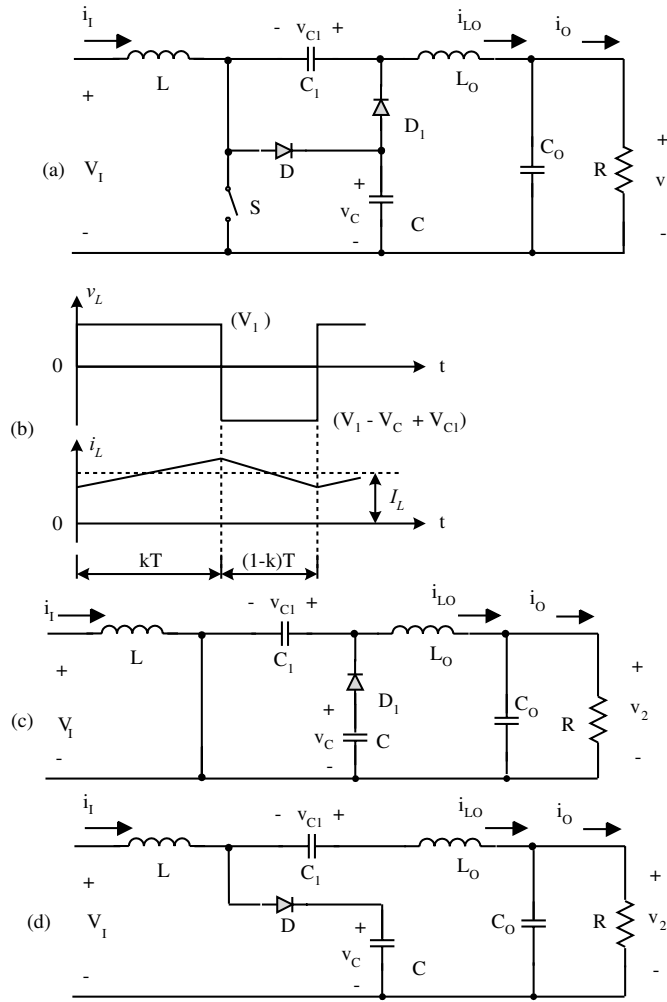 i_I
- v_C1 +
i_LO
i_O
L
C_1
L_O
+
D_1
C_O
+
(a)
V_I
D
+
R
v
S
v_C
C
-
-
-
v_L
(V_1 )
0
t
(b)
(V_1 - V_C + V_C1)
i_L
I_L
0
t
kT
(1-k)T
i_I
- v_C1 +
i_LO
i_O
+
L
C_1
L_O
+
D_1
C_O
(c)
V_I
+
R
v_2
v_C
C
-
-
-
i_I
- v_C1 +
i_LO
i_O
L
C_1
L_O
+
+
(d)
V_I
D
+
C_O
R
v_2
v_C
C
-
-
-